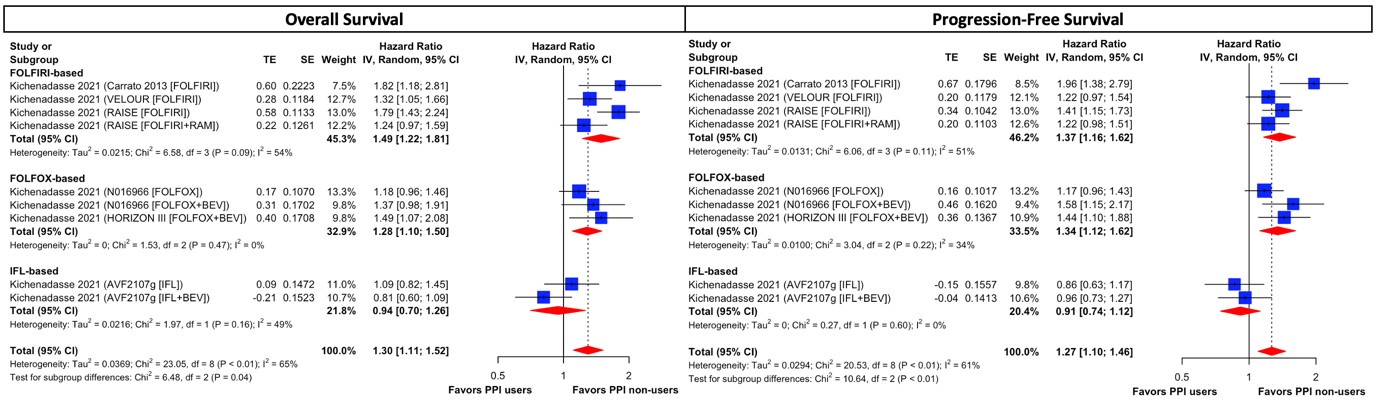 Overall Survival
Study or
Subgroup
TE SE Weight
Hazard Ratio
IV, Random, 95% CI
Hazard Ratio
IV, Random, 95% CI
FOLFIRI-based
Kichenadasse 2021 (Carrato 2013 [FOLFIRI]) 0.60 0.2223 7.5% 1.82 [1.18; 2.81]
Kichenadasse 2021 (VELOUR [FOLFIRI]) 0.28 0.1184 12.7% 1.32 [1.05; 1.66]
Kichenadasse 2021 (RAISE [FOLFIRI]) 0.58 0.1133 13.0% 1.79 [1.43; 2.24]
Kichenadasse 2021 (RAISE [FOLFIRI+RAM]) 0.22 0.1261 12.2% 1.24 [0.97; 1.59]
Total (95% CI) 45.3% 1.49 [1.22; 1.81]
Heterogeneity: Tau² = 0.0215; Chi² = 6.58, df = 3 (P = 0.09); I² = 54%
FOLFOX-based
Kichenadasse 2021 (N016966 [FOLFOX]) 0.17 0.1070 13.3% 1.18 [0.96; 1.46]
Kichenadasse 2021 (N016966 [FOLFOX+BEV]) 0.31 0.1702 9.8% 1.37 [0.98; 1.91]
Kichenadasse 2021 (HORIZON III [FOLFOX+BEV]) 0.40 0.1708 9.8% 1.49 [1.07; 2.08]
Total (95% CI) 32.9% 1.28 [1.10; 1.50]
Heterogeneity: Tau² = 0; Chi² = 1.53, df = 2 (P = 0.47); I² = 0%
IFL-based
Kichenadasse 2021 (AVF2107g [IFL]) 0.09 0.1472 11.0% 1.09 [0.82; 1.45]
Kichenadasse 2021 (AVF2107g [IFL+BEV]) -0.21 0.1523 10.7% 0.81 [0.60; 1.09]
Total (95% CI) 21.8% 0.94 [0.70; 1.26]
Heterogeneity: Tau² = 0.0216; Chi² = 1.97, df = 1 (P = 0.16); I² = 49%
Total (95% CI) 100.0% 1.30 [1.11; 1.52]
Heterogeneity: Tau² = 0.0369; Chi² = 23.05, df = 8 (P < 0.01); I² = 65%
Test for subgroup differences: Chi² = 6.48, df = 2 (P = 0.04)
0.5 1 2
Favors PPI users Favors PPI non-users
Progression-Free Survival
Study or
Subgroup
TE SE Weight
Hazard Ratio
IV, Random, 95% CI
Hazard Ratio
IV, Random, 95% CI
FOLFIRI-based
Kichenadasse 2021 (Carrato 2013 [FOLFIRI]) 0.67 0.1796 8.5% 1.96 [1.38; 2.79]
Kichenadasse 2021 (VELOUR [FOLFIRI]) 0.20 0.1179 12.1% 1.22 [0.97; 1.54]
Kichenadasse 2021 (RAISE [FOLFIRI]) 0.34 0.1042 13.0% 1.41 [1.15; 1.73]
Kichenadasse 2021 (RAISE [FOLFIRI+RAM]) 0.20 0.1103 12.6% 1.22 [0.98; 1.51]
Total (95% CI) 46.2% 1.37 [1.16; 1.62]
Heterogeneity: Tau² = 0.0131; Chi² = 6.06, df = 3 (P = 0.11); I² = 51%
FOLFOX-based
Kichenadasse 2021 (N016966 [FOLFOX]) 0.16 0.1017 13.2% 1.17 [0.96; 1.43]
Kichenadasse 2021 (N016966 [FOLFOX+BEV]) 0.46 0.1620 9.5% 1.58 [1.15; 2.17]
Kichenadasse 2021 (HORIZON III [FOLFOX+BEV]) 0.36 0.1367 10.9% 1.44 [1.10; 1.88]
Total (95% CI) 33.5% 1.34 [1.12; 1.62]
Heterogeneity: Tau² = 0.0100; Chi² = 3.04, df = 2 (P = 0.22); I² = 34%
IFL-based
Kichenadasse 2021 (AVF2107g [IFL]) -0.15 0.1557 9.8% 0.86 [0.63; 1.17]
Kichenadasse 2021 (AVF2107g [IFL+BEV]) -0.04 0.1413 10.6% 0.96 [0.73; 1.27]
Total (95% CI) 20.4% 0.91 [0.74; 1.12]
Heterogeneity: Tau² = 0; Chi² = 0.27, df = 1 (P = 0.60); I² = 0%
Total (95% CI) 100.0% 1.27 [1.10; 1.46]
Heterogeneity: Tau² = 0.0294; Chi² = 20.53, df = 8 (P < 0.01); I² = 61%
Test for subgroup differences: Chi² = 10.64, df = 2 (P < 0.01)
0.5 1 2
Favors PPI users Favors PPI non-users